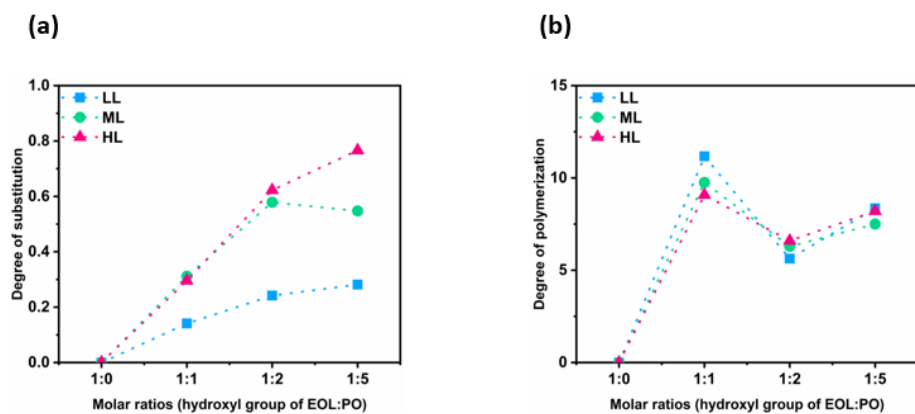 (a)
1.0
0.8
0.6
0.4
0.2
0.0
Degree of substitution
LL
ML
HL
1:0 1:1 1:2 1:5
Molar ratios (hydroxyl group of EOL:PO)
(b)
15
10
5
0
Degree of polymerization
LL
ML
HL
1:0 1:1 1:2 1:5
Molar ratios (hydroxyl group of EOL:PO)